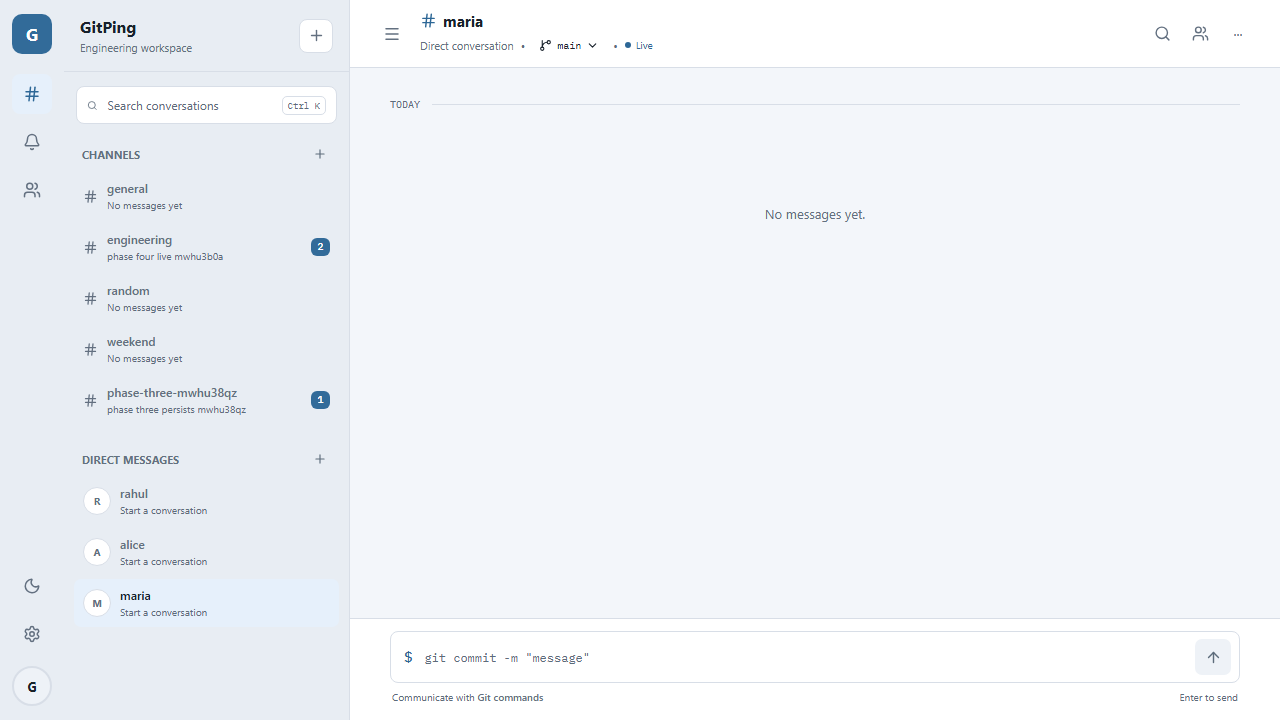 G
GitPing
Engineering workspace
Search conversations
Ctrl K
CHANNELS
general
No messages yet
engineering
phase four live mwhu3b0a
2
random
No messages yet
weekend
No messages yet
phase-three-mwhu38qz
phase three persists mwhu38qz
1
DIRECT MESSAGES
R
rahul
Start a conversation
A
alice
Start a conversation
M
maria
Start a conversation
G
# maria
Direct conversation • main • Live
TODAY
No messages yet.
$ git commit -m "message"
Communicate with Git commands
Enter to send